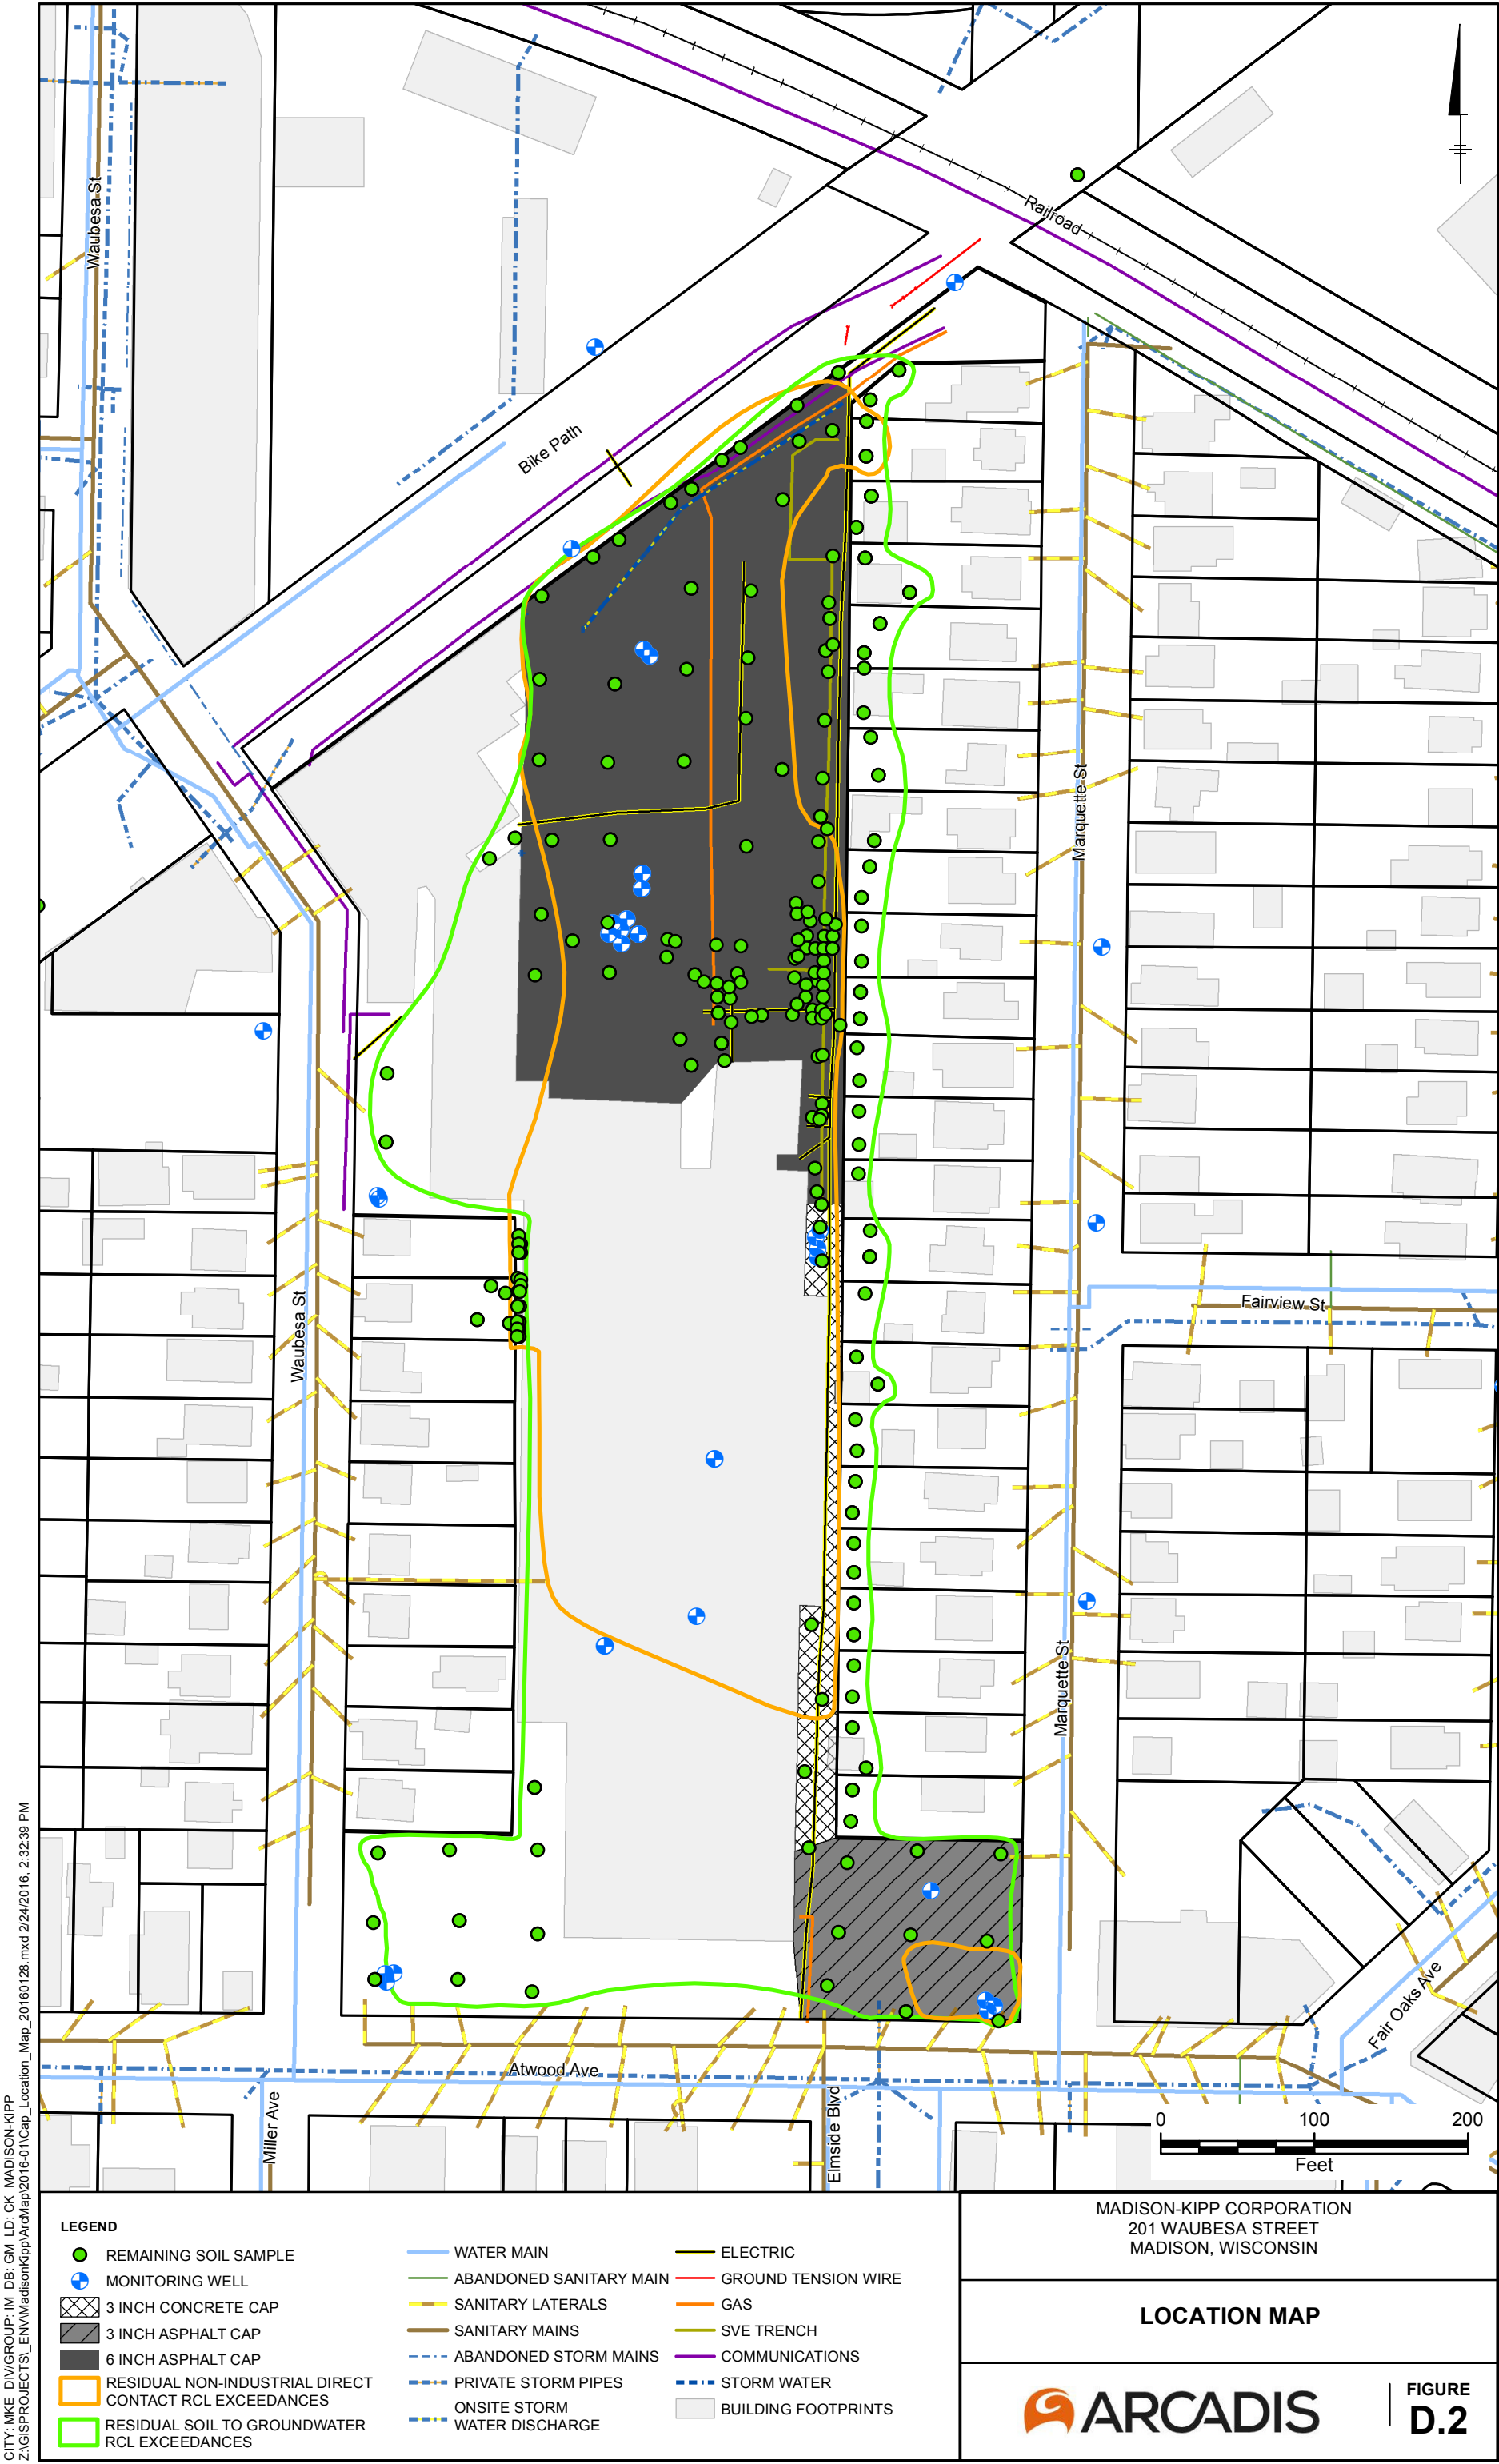 Waubesa St
Railroad
Bike Path
Marquette St
Fairview St
Waubesa St
Marquette St
Fair Oaks Ave
Atwood Ave
Miller Ave
Elmside Blvd
0 100 200
Feet
CITY: MKE DIV/GROUP: IM DB: GM LD: CK MADISON-KIPP
Z:\GISPROJECTS\_ENV\MadisonKipp\ArcMap\2016-01\Cap_Location_Map_20160128.mxd 2/24/2016, 2:32:39 PM
LEGEND
REMAINING SOIL SAMPLE
MONITORING WELL
3 INCH CONCRETE CAP
3 INCH ASPHALT CAP
6 INCH ASPHALT CAP
RESIDUAL NON-INDUSTRIAL DIRECT
CONTACT RCL EXCEEDANCES
RESIDUAL SOIL TO GROUNDWATER
RCL EXCEEDANCES
WATER MAIN
ABANDONED SANITARY MAIN
SANITARY LATERALS
SANITARY MAINS
ABANDONED STORM MAINS
PRIVATE STORM PIPES
ONSITE STORM
WATER DISCHARGE
ELECTRIC
GROUND TENSION WIRE
GAS
SVE TRENCH
COMMUNICATIONS
STORM WATER
BUILDING FOOTPRINTS
MADISON-KIPP CORPORATION
201 WAUBESA STREET
MADISON, WISCONSIN
LOCATION MAP
ARCADIS
FIGURE
D.2